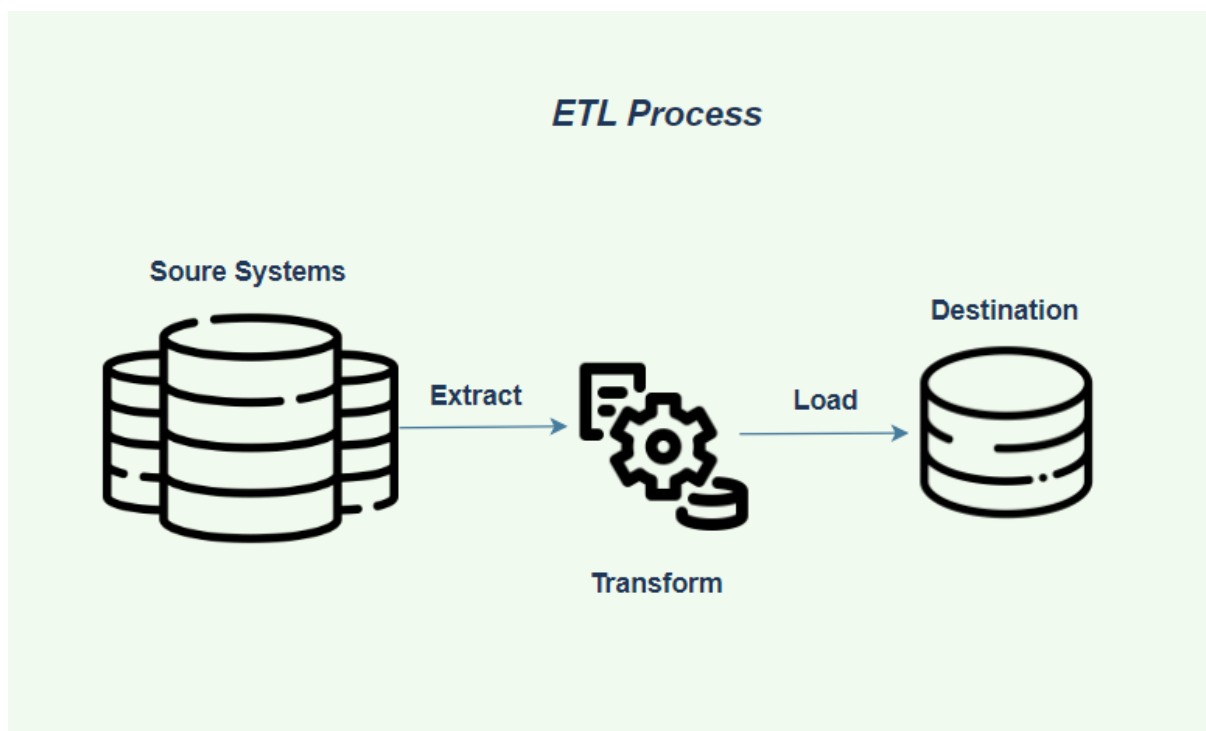 ETL Process
Soure Systems
Extract
Transform
Load
Destination